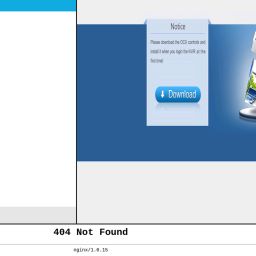 Notice
Please download the OCX controls and
install it when you login the NVR at the
first time!
Download
404 Not Found
nginx/1.0.15